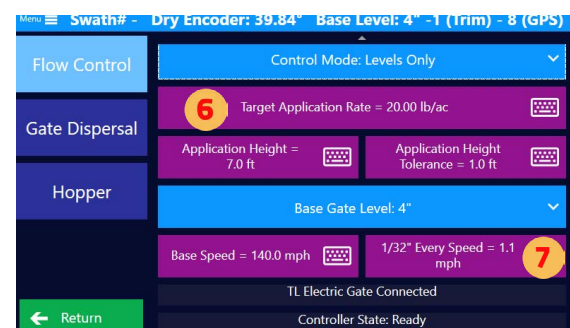 Menu Swath# - Dry Encoder: 39.84° Base Level: 4" -1 (Trim) - 8 (GPS)
Flow Control
Control Mode: Levels Only
6
Target Application Rate = 20.00 lb/ac
Gate Dispersal
Application Height =
7.0 ft
Application Height
Tolerance = 1.0 ft
Hopper
Base Gate Level: 4"
Base Speed = 140.0 mph
1/32" Every Speed = 1.1
mph
7
TL Electric Gate Connected
Return
Controller State: Ready